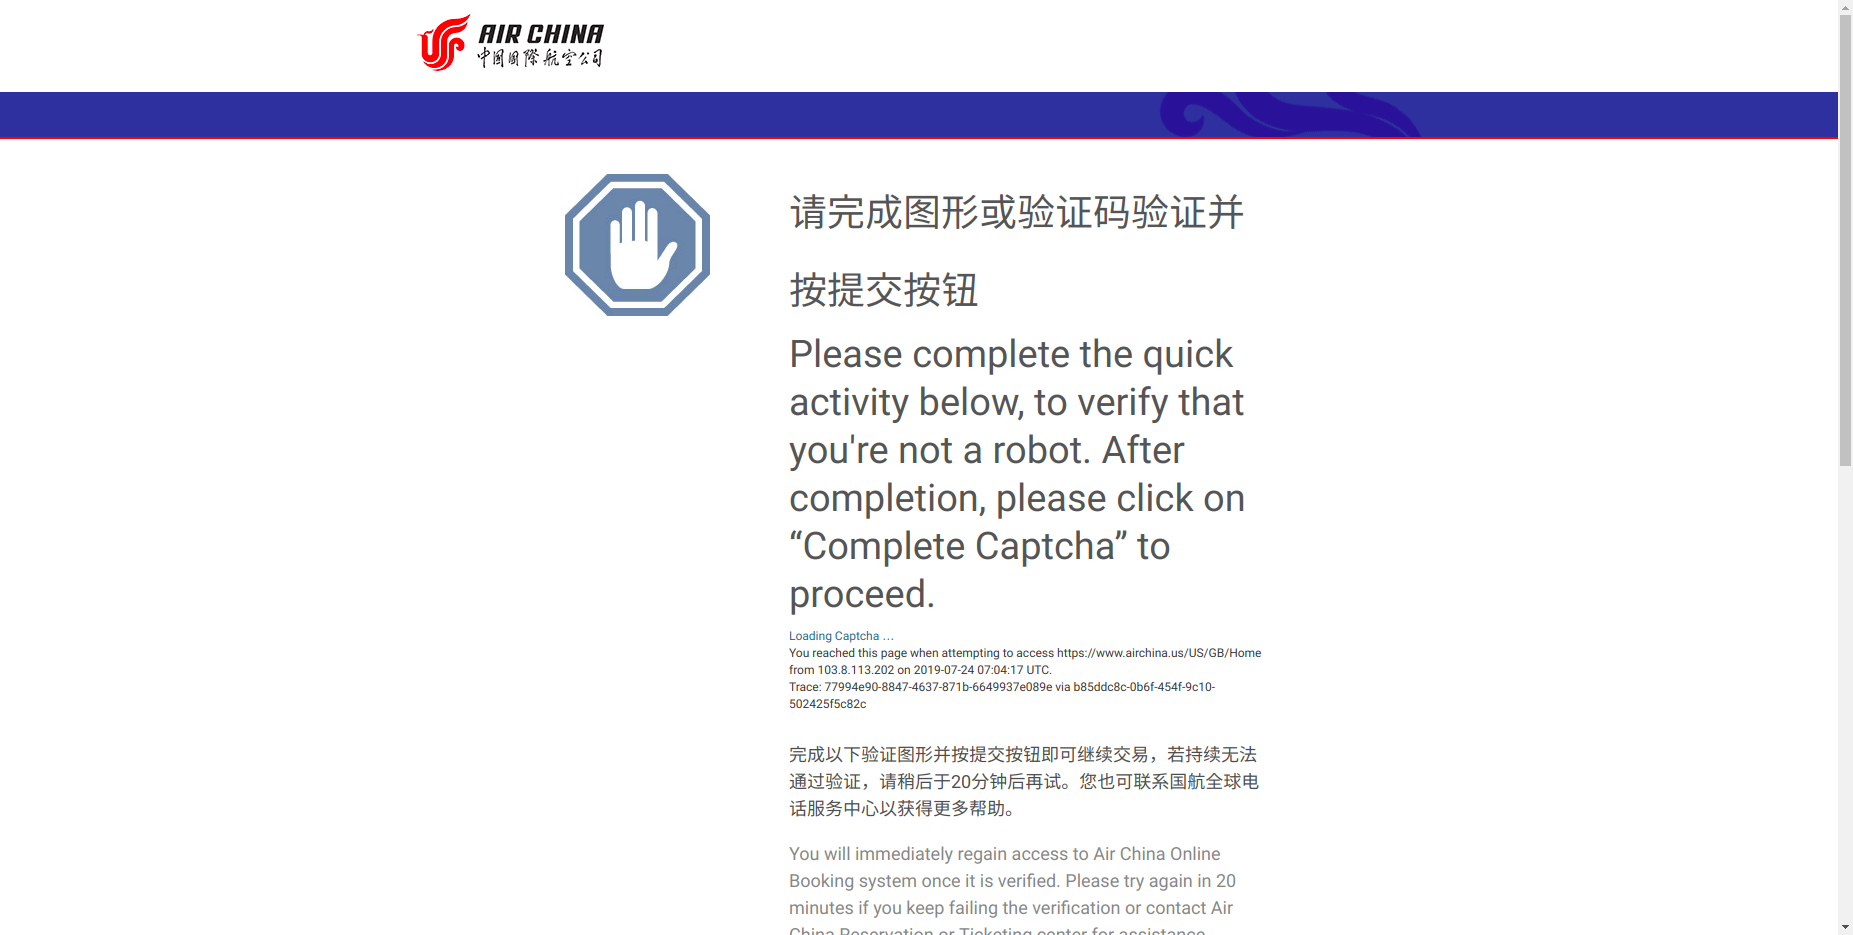 AIR CHINA
中国国際航空公司
请完成图形或验证码验证并
按提交按钮
Please complete the quick
activity below, to verify that
you're not a robot. After
completion, please click on
“Complete Captcha” to
proceed.
Loading Captcha ...
You reached this page when attempting to access https://www.airchina.us/US/GB/Home
from 103.8.113.202 on 2019-07-24 07:04:17 UTC.
Trace: 77994e90-8847-4637-871b-6649937e089e via b85ddc8c-0b6f-454f-9c10-
502425f5c82c
完成以下验证图形并按提交按钮即可继续交易，若持续无法
通过验证，请稍后于20分钟后再试。您也可联系国航全球电
话服务中心以获得更多帮助。
You will immediately regain access to Air China Online
Booking system once it is verified. Please try again in 20
minutes if you keep failing the verification or contact Air
China Reservation or Ticketing center for assistance